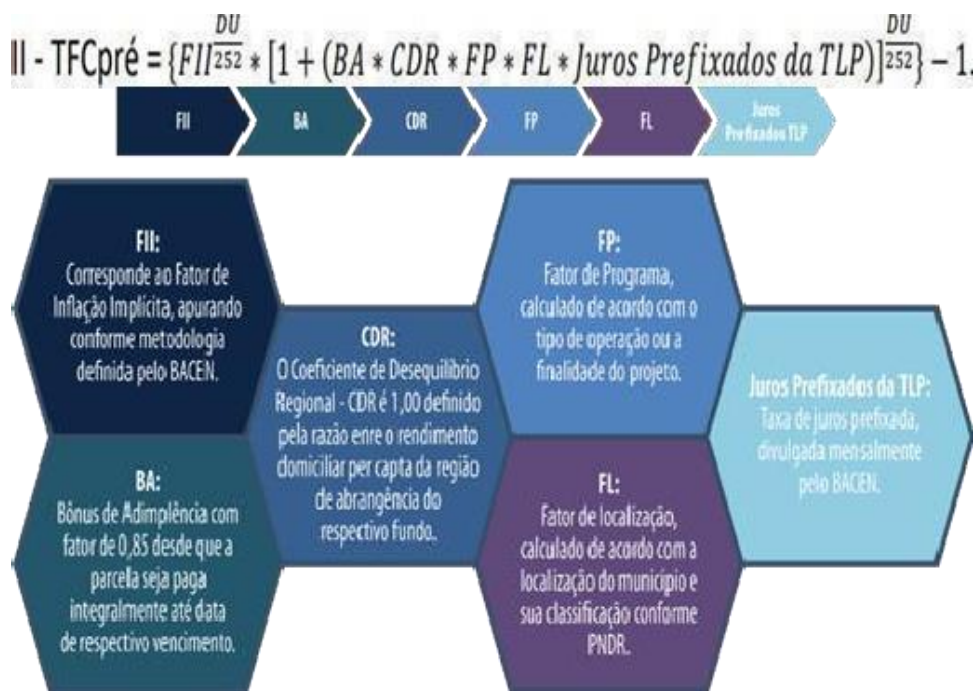 II - TFCpré = {FII^(DU/252) * [1 + (BA * CDR * FP * FL * Juros Prefixados da TLP)]^(DU/252)} − 1.
FII
BA
CDR
FP
FL
Juros
Prefixados TLP
FII:
Corresponde ao Fator de
Inflação Implícita, apurando
conforme metodologia
definida pelo BACEN.
BA:
Bônus de Adimplência com
fator de 0,85 desde que a
parcela seja paga
integralmente até data
de respectivo vencimento.
CDR:
O Coeficiente de Desequilíbrio
Regional - CDR é 1,00 definido
pela razão enre o rendimento
domiciliar per capta da região
de abrangência do
respectivo fundo.
FP:
Fator de Programa,
calculado de acordo com o
tipo de operação ou a
finalidade do projeto.
FL:
Fator de localização,
calculado de acordo com a
localização do município e
sua classificação conforme
PNDR.
Juros Prefixados da TLP:
Taxa de juros prefixada,
divulgada mensalmente
pelo BACEN.